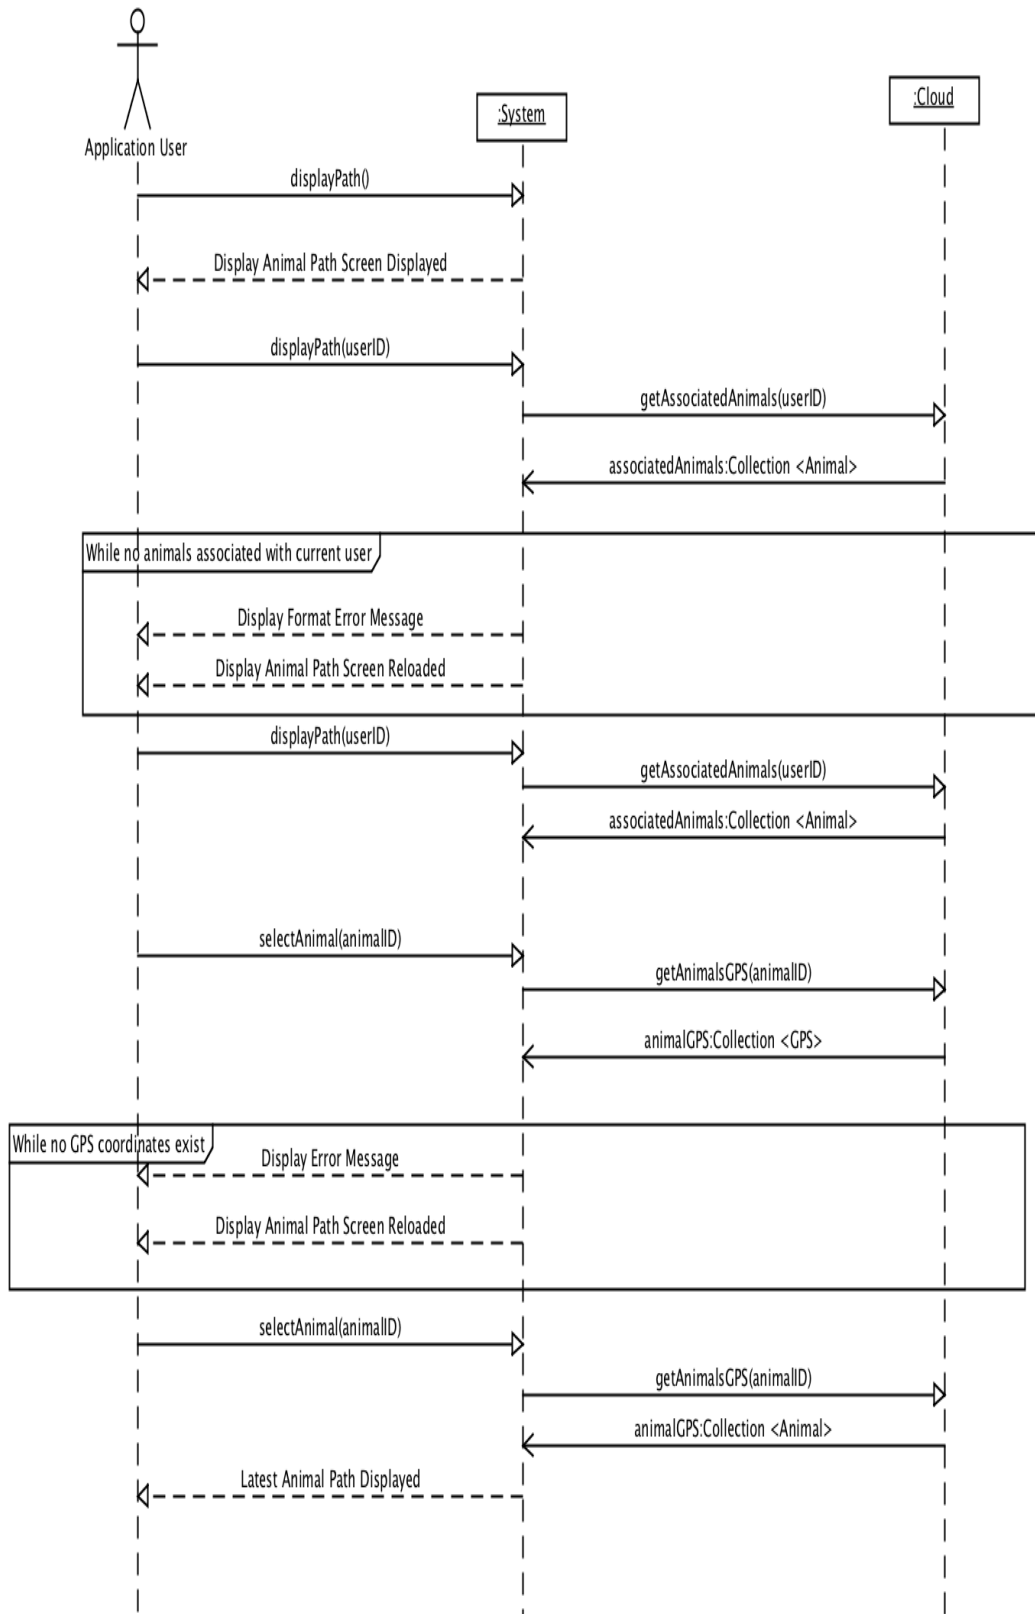 :Cloud
:System
Application User
displayPath()
Display Animal Path Screen Displayed
displayPath(userID)
getAssociatedAnimals(userID)
associatedAnimals:Collection <Animal>
While no animals associated with current user
Display Format Error Message
Display Animal Path Screen Reloaded
displayPath(userID)
getAssociatedAnimals(userID)
associatedAnimals:Collection <Animal>
selectAnimal(animalID)
getAnimalsGPS(animalID)
animalGPS:Collection <GPS>
While no GPS coordinates exist
Display Error Message
Display Animal Path Screen Reloaded
selectAnimal(animalID)
getAnimalsGPS(animalID)
animalGPS:Collection <Animal>
Latest Animal Path Displayed